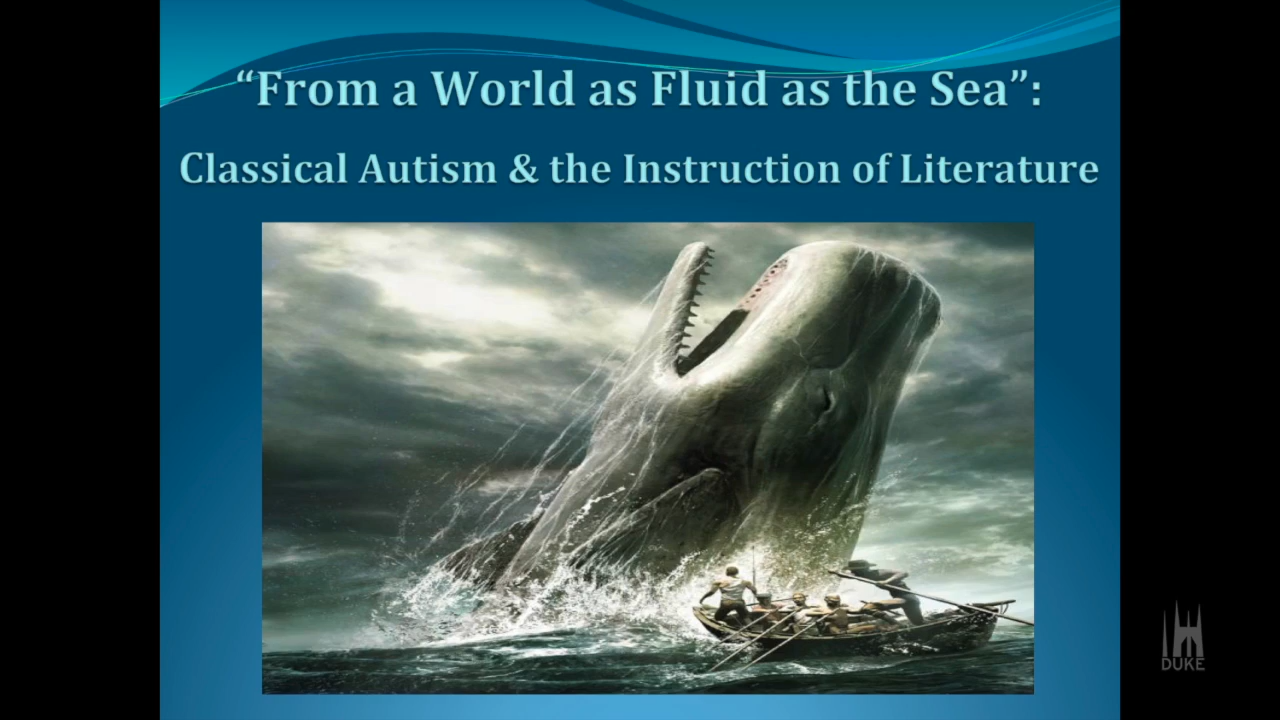 “From a World as Fluid as the Sea”:
Classical Autism & the Instruction of Literature
DUKE